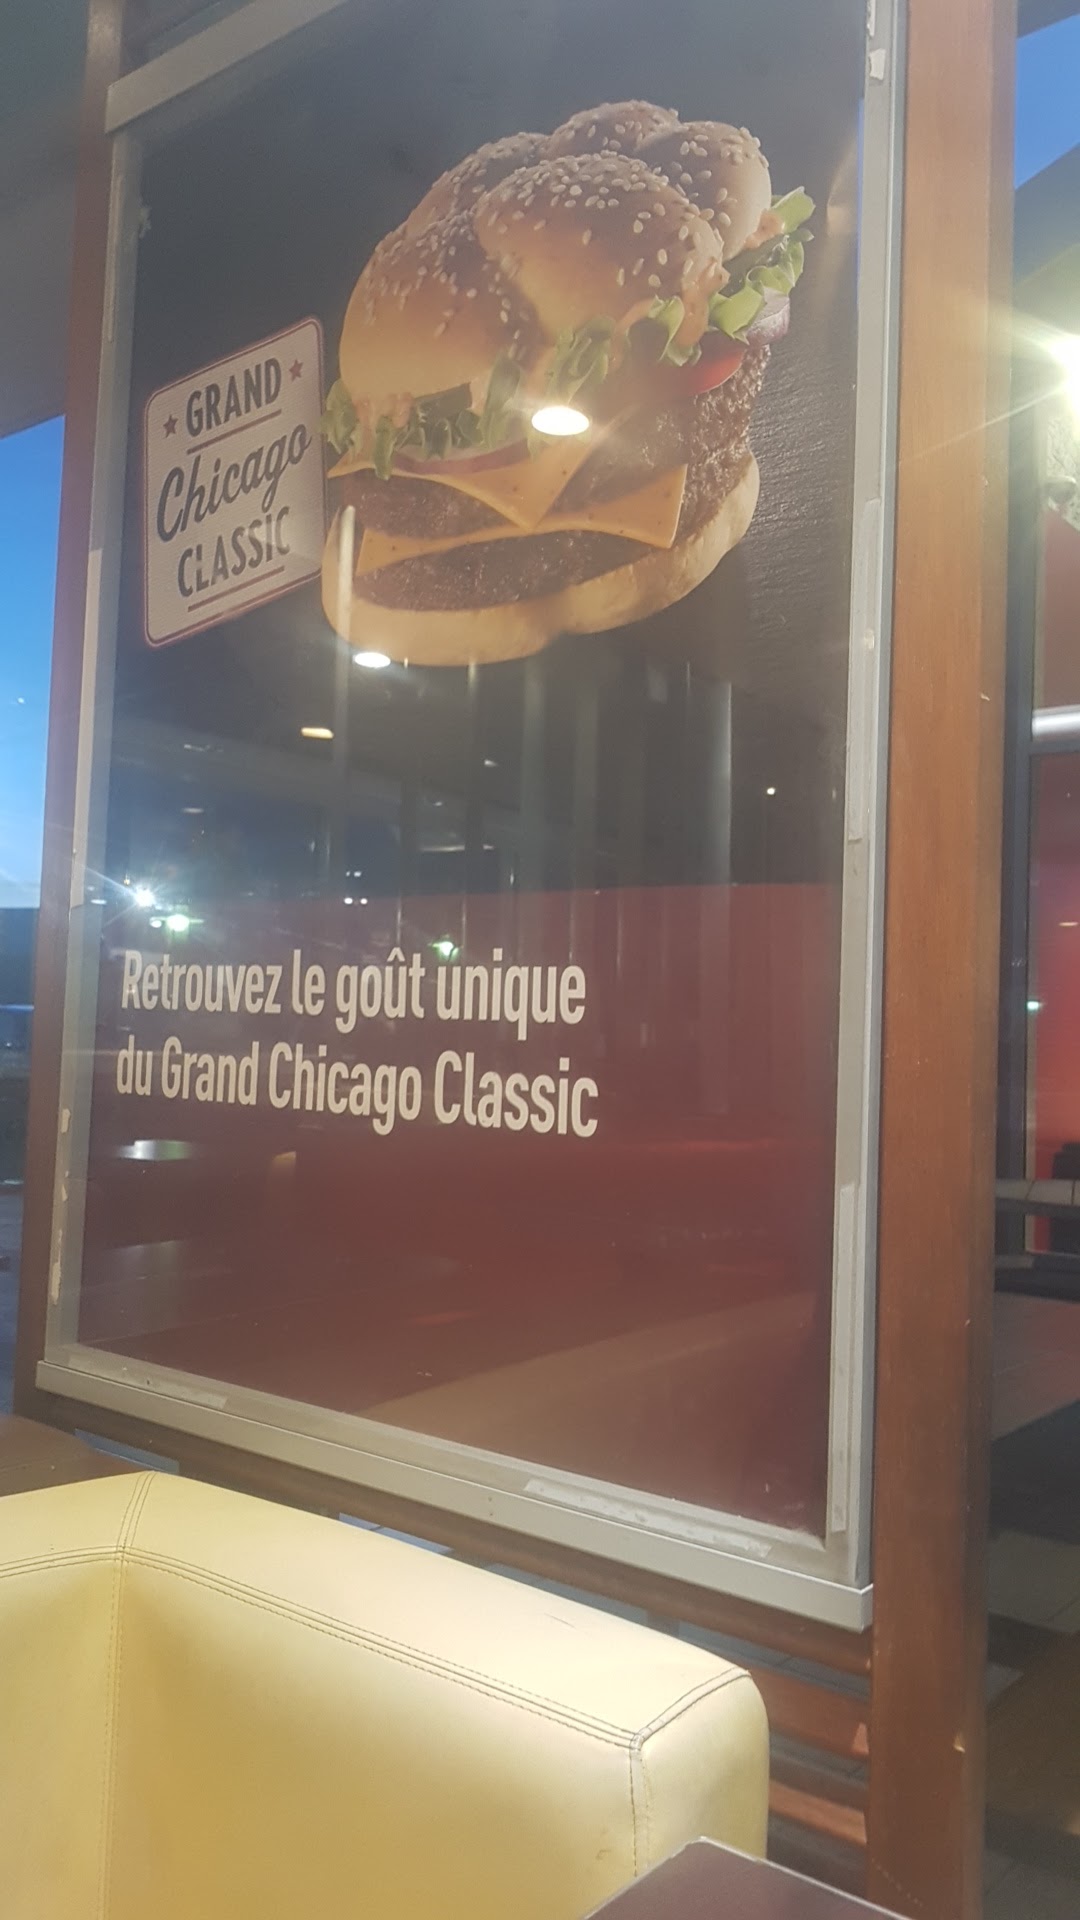 GRAND
Chicago
CLASSIC
Retrouvez le goût unique
du Grand Chicago Classic